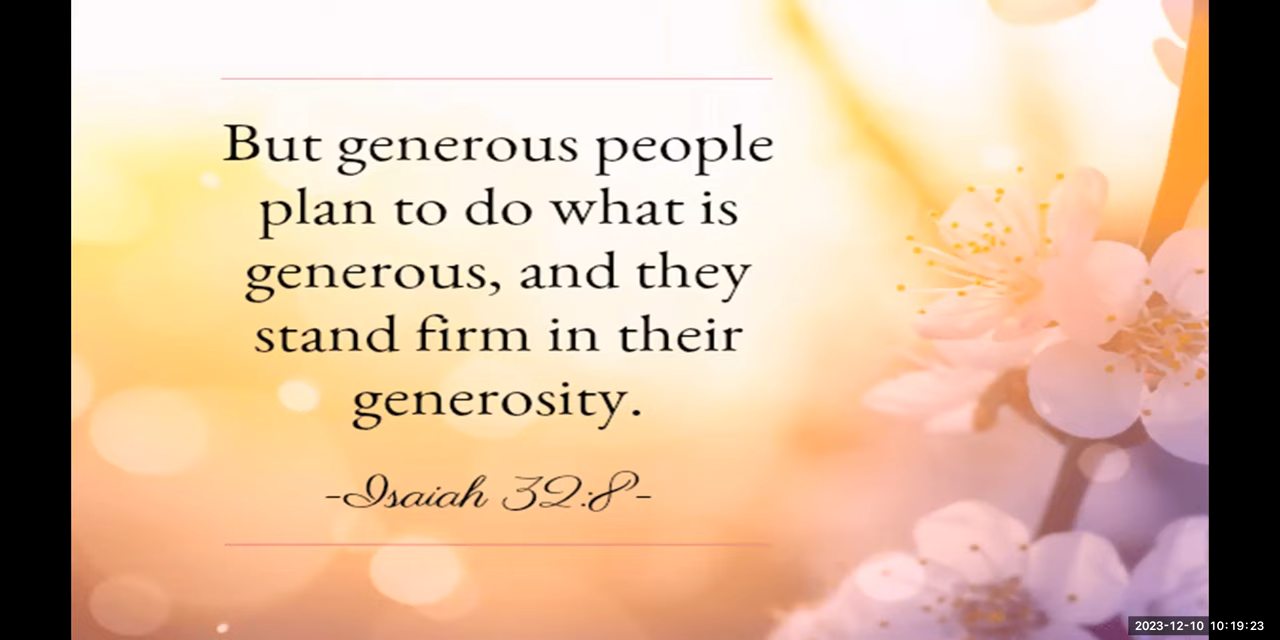 But generous people
plan to do what is
generous, and they
stand firm in their
generosity.
-Isaiah 32:8-
2023-12-10 10:19:23